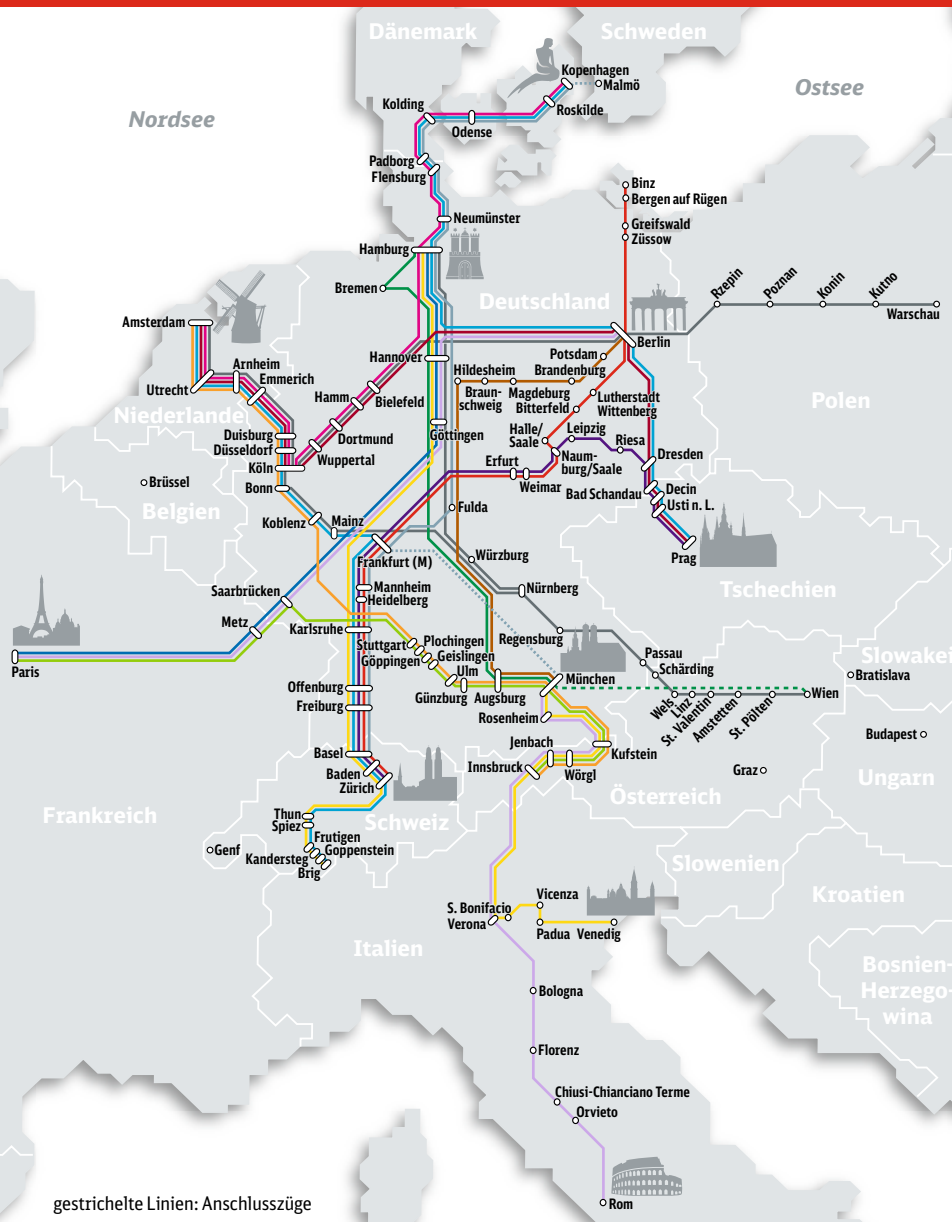 Dänemark
Schweden
Nordsee
Ostsee
Kopenhagen
Malmö
Kolding
Roskilde
Odense
Padborg
Flensburg
Binz
Bergen auf Rügen
Neumünster
Greifswald
Züssow
Hamburg
Bremen
Deutschland
Rzepin
Poznan
Konin
Kutno
Warschau
Amsterdam
Berlin
Hannover
Potsdam
Brandenburg
Arnheim
Emmerich
Utrecht
Hildesheim
Braun-
schweig
Magdeburg
Bitterfeld
Lutherstadt
Wittenberg
Niederlande
Hamm
Bielefeld
Polen
Duisburg
Düsseldorf
Dortmund
Göttingen
Halle/
Saale
Leipzig
Riesa
Köln
Wuppertal
Erfurt
Weimar
Naum-
burg/Saale
Dresden
Brüssel
Bonn
Bad Schandau
Decin
Usti n. L.
Belgien
Koblenz
Mainz
Fulda
Frankfurt (M)
Würzburg
Prag
Tschechien
Saarbrücken
Mannheim
Heidelberg
Nürnberg
Metz
Karlsruhe
Stuttgart
Göppingen
Plochingen
Geislingen
Ulm
Regensburg
Passau
Schärding
Slowakei
Paris
Offenburg
Freiburg
Günzburg
Augsburg
München
Wels
Linz
St. Valentin
Amstetten
St. Pölten
Wien
Bratislava
Rosenheim
Basel
Baden
Zürich
Jenbach
Innsbruck
Wörgl
Kufstein
Budapest
Graz
Ungarn
Österreich
Frankreich
Thun
Spiez
Schweiz
Frutigen
Goppenstein
Kandersteg
Brig
Genf
Slowenien
Kroatien
S. Bonifacio
Verona
Vicenza
Padua
Venedig
Italien
Bosnien-
Herzego-
wina
Bologna
Florenz
Chiusi-Chianciano Terme
Orvieto
Rom
gestrichelte Linien: Anschlusszüge